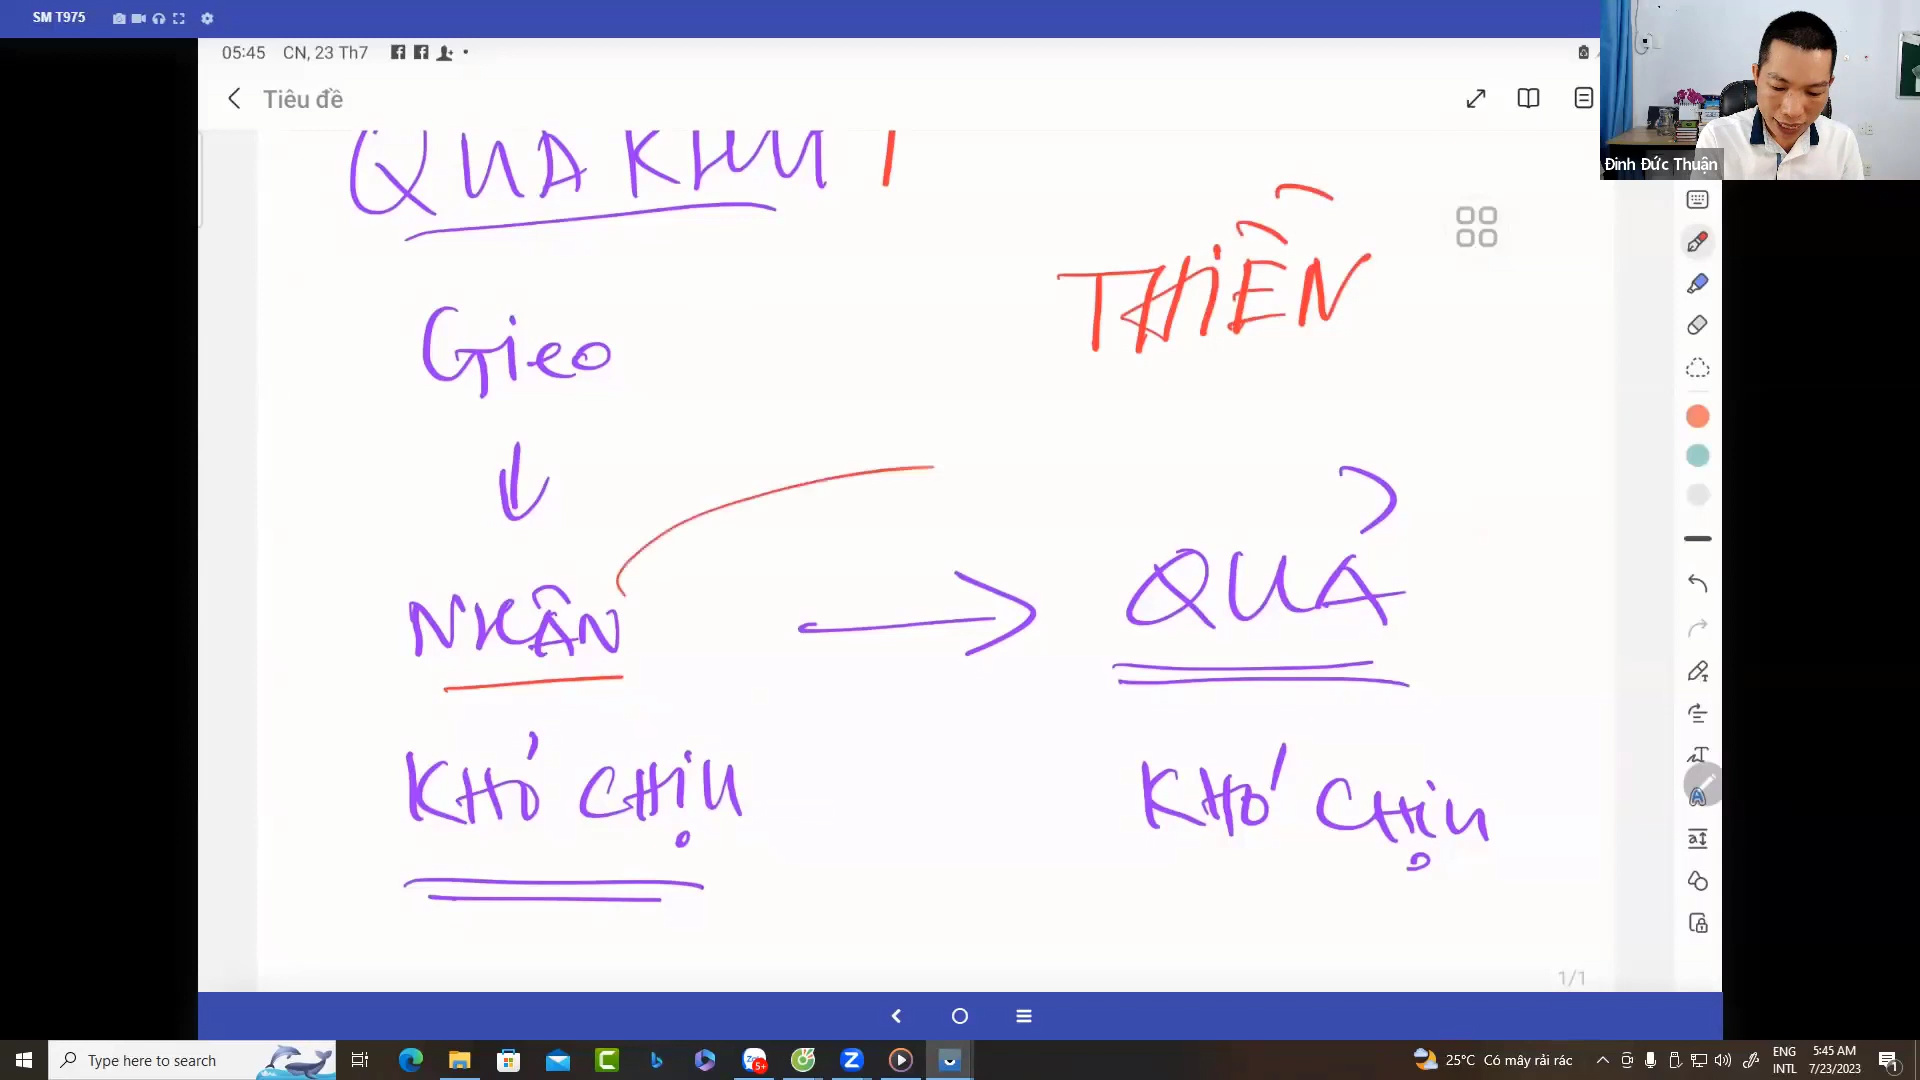 SM T975
05:45 CN, 23 Th7
Tiêu đề
Đinh Đức Thuận
QUA KHU
THIỀN
Gieo
NHÂN
QUẢ
KHÓ CHỊU
KHÓ CHỊU
1/1
Type here to search
25°C Có mây rải rác
ENG
INTL
5:45 AM
7/23/2023